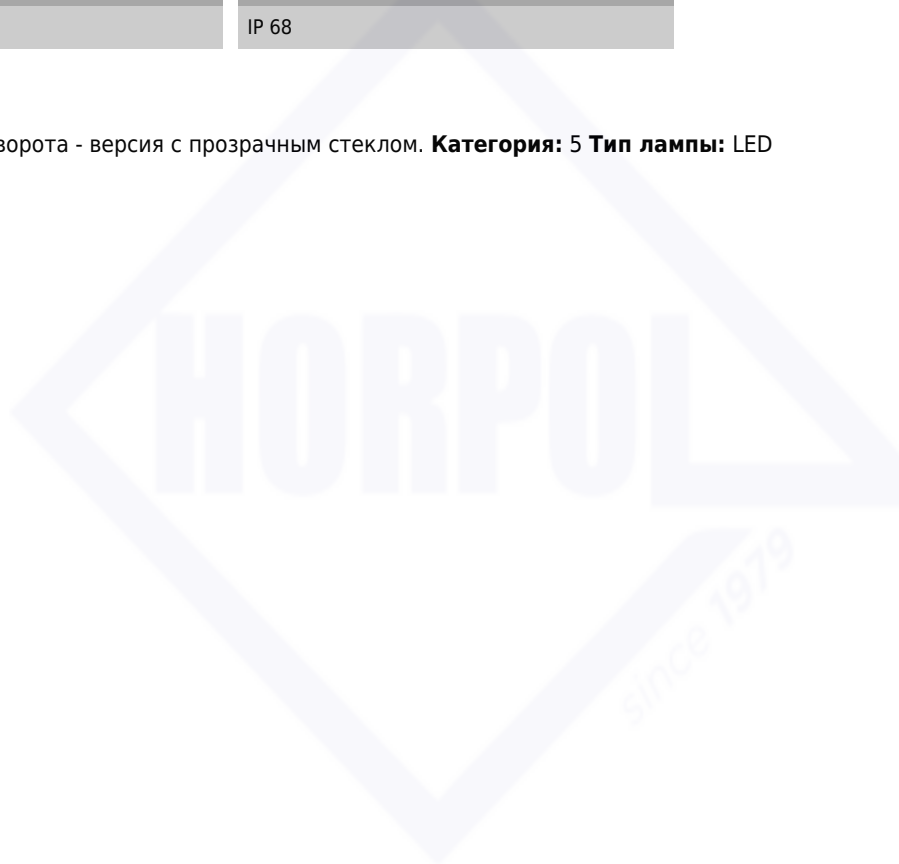 IP 68
ворота - версия с прозрачным стеклом. Категория: 5 Тип лампы: LED
HORPOL
since 1979